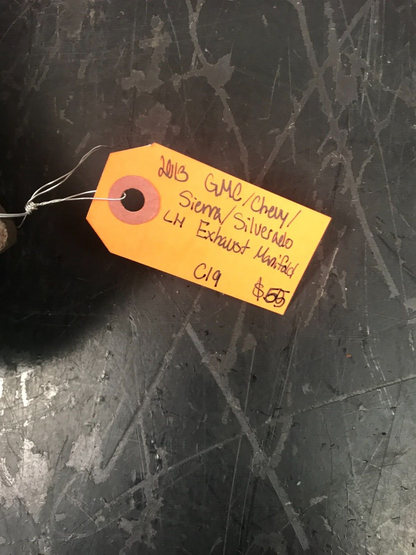 2013 GMC/Chevy/
Sierra/Silverado
LH Exhaust Manifold
C19 $55